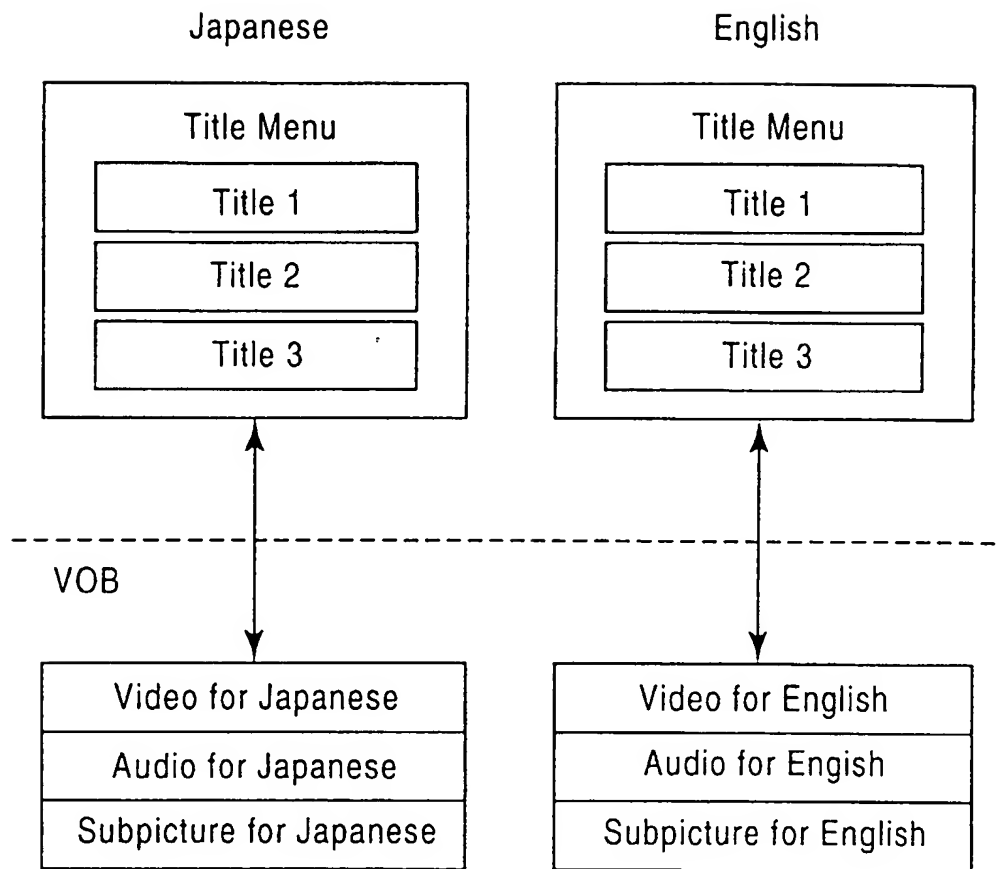 Japanese
Title Menu
Title 1
Title 2
Title 3
English
Title Menu
Title 1
Title 2
Title 3
VOB
Video for Japanese
Audio for Japanese
Subpicture for Japanese
Video for English
Audio for Engish
Subpicture for English